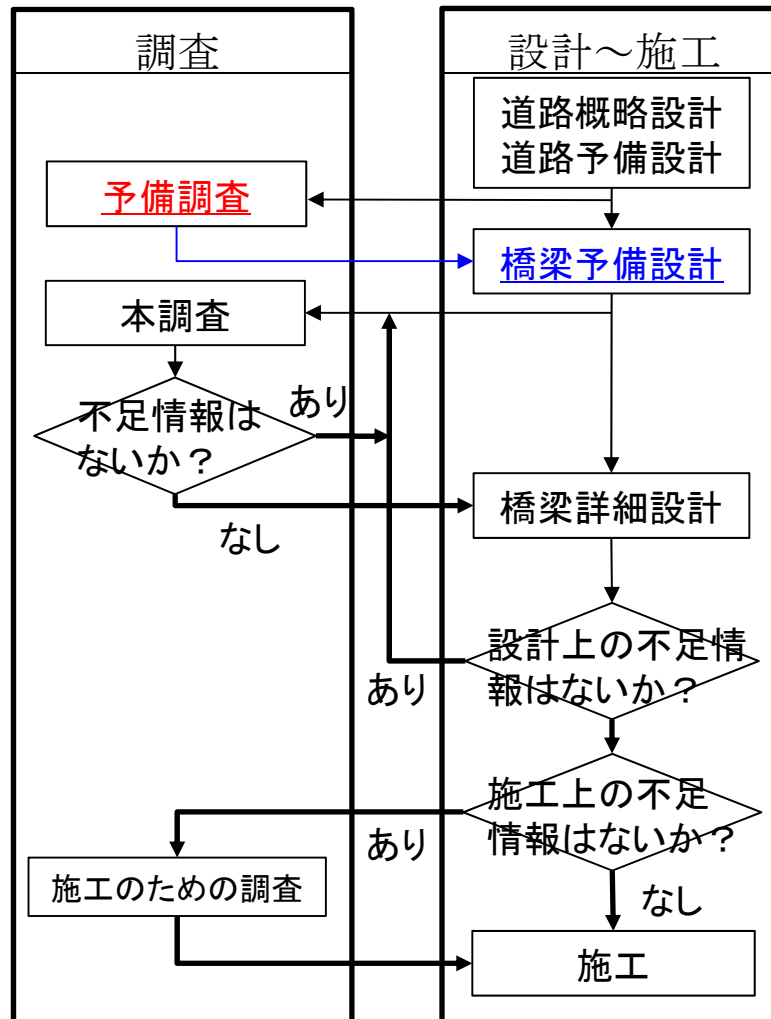 調査
設計～施工
道路概略設計
道路予備設計
予備調査
橋梁予備設計
本調査
不足情報は
ないか？
あり
なし
橋梁詳細設計
設計上の不足情
報はないか？
あり
施工上の不足
情報はないか？
あり
なし
施工のための調査
施工